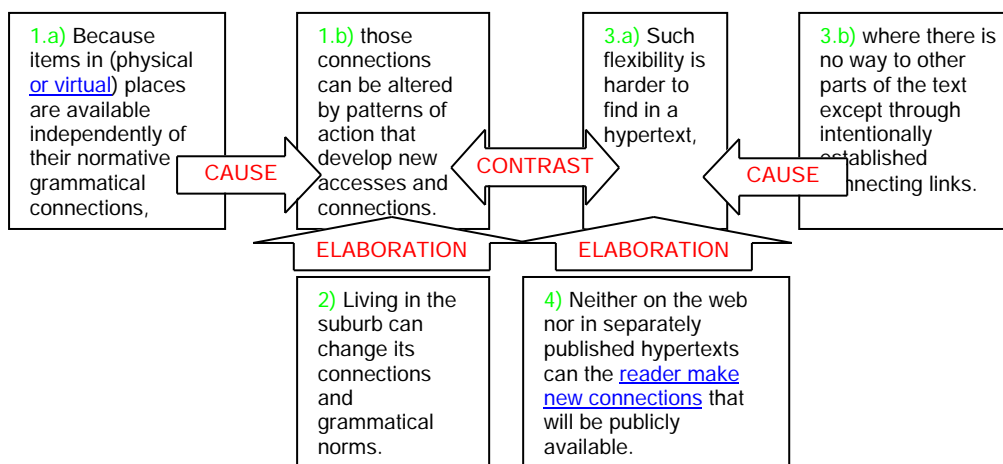 1.a) Because
items in (physical
or virtual) places
are available
independently of
their normative
grammatical
connections,
CAUSE
1.b) those
connections
can be altered
by patterns of
action that
develop new
accesses and
connections.
CONTRAST
3.a) Such
flexibility is
harder to
find in a
hypertext,
CAUSE
3.b) where there is
no way to other
parts of the text
except through
intentionally
established
connecting links.
ELABORATION
ELABORATION
2) Living in the
suburb can
change its
connections
and
grammatical
norms.
4) Neither on the web
nor in separately
published hypertexts
can the reader make
new connections that
will be publicly
available.